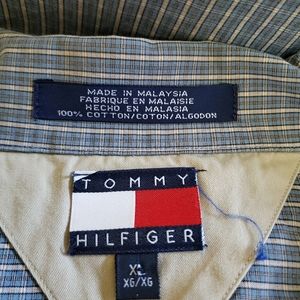 MADE IN MALAYSIA
FABRIQUE EN MALAISIE
HECHO EN MALASIA
100% COTTON/COTON/ALGODON
TOMMY
HILFIGER
XL
XG/XG